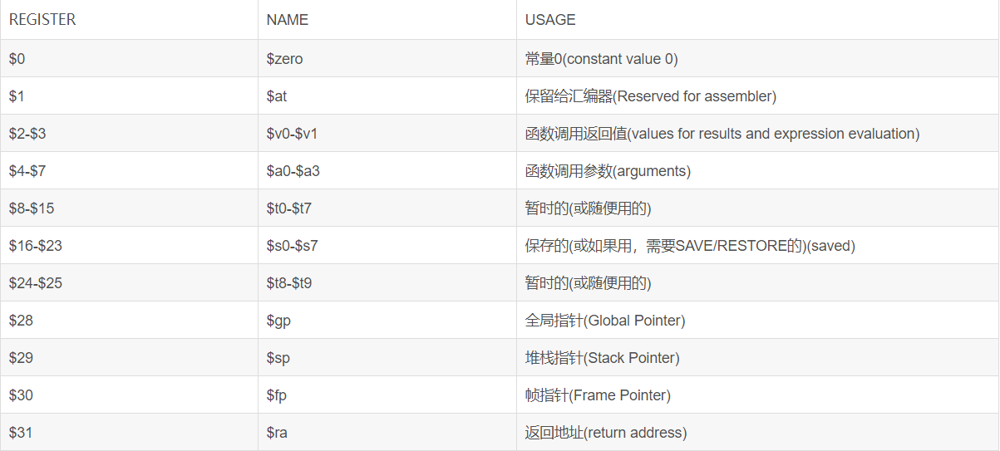 REGISTER NAME USAGE
$0 $zero 常量0(constant value 0)
$1 $at 保留给汇编器(Reserved for assembler)
$2-$3 $v0-$v1 函数调用返回值(values for results and expression evaluation)
$4-$7 $a0-$a3 函数调用参数(arguments)
$8-$15 $t0-$t7 暂时的(或随便用的)
$16-$23 $s0-$s7 保存的(或如果用，需要SAVE/RESTORE的)(saved)
$24-$25 $t8-$t9 暂时的(或随便用的)
$28 $gp 全局指针(Global Pointer)
$29 $sp 堆栈指针(Stack Pointer)
$30 $fp 帧指针(Frame Pointer)
$31 $ra 返回地址(return address)